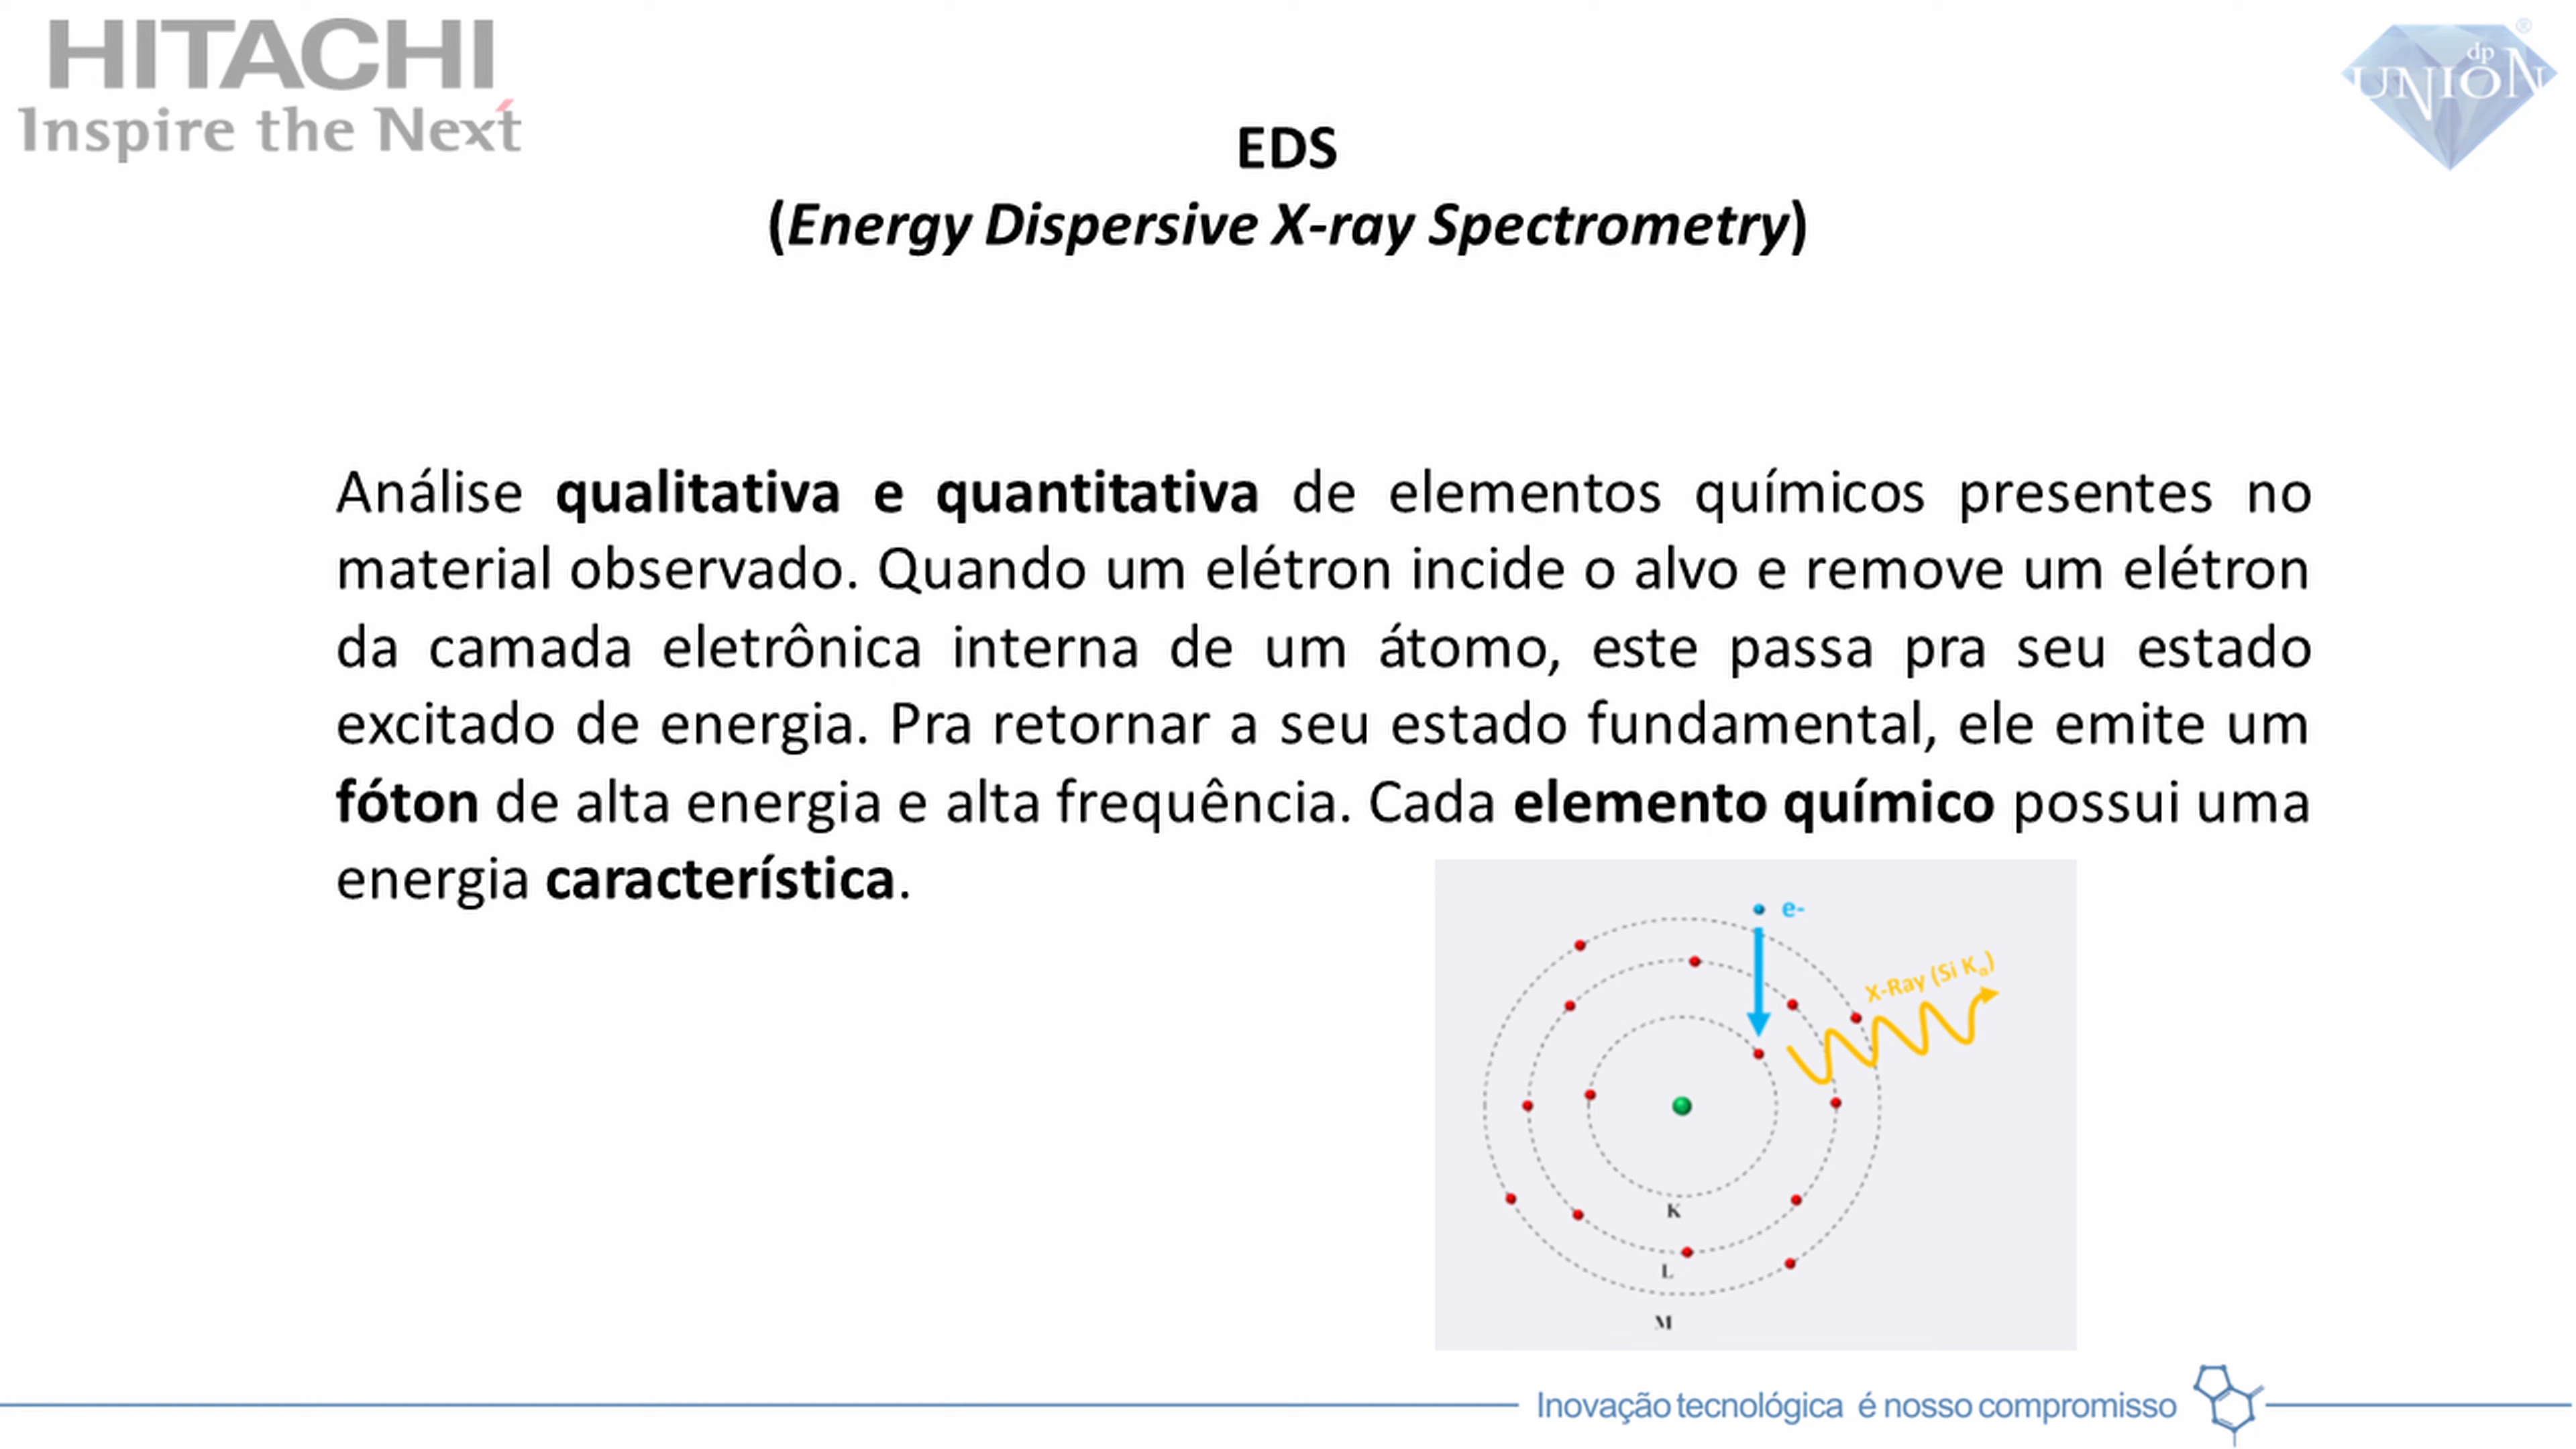 HITACHI
Inspire the Next
dp
UNION
®
EDS
(Energy Dispersive X-ray Spectrometry)
Análise qualitativa e quantitativa de elementos químicos presentes no
material observado. Quando um elétron incide o alvo e remove um elétron
da camada eletrônica interna de um átomo, este passa pra seu estado
excitado de energia. Pra retornar a seu estado fundamental, ele emite um
fóton de alta energia e alta frequência. Cada elemento químico possui uma
energia característica.
e-
X-Ray (Si Kα)
K
L
M
Inovação tecnológica é nosso compromisso